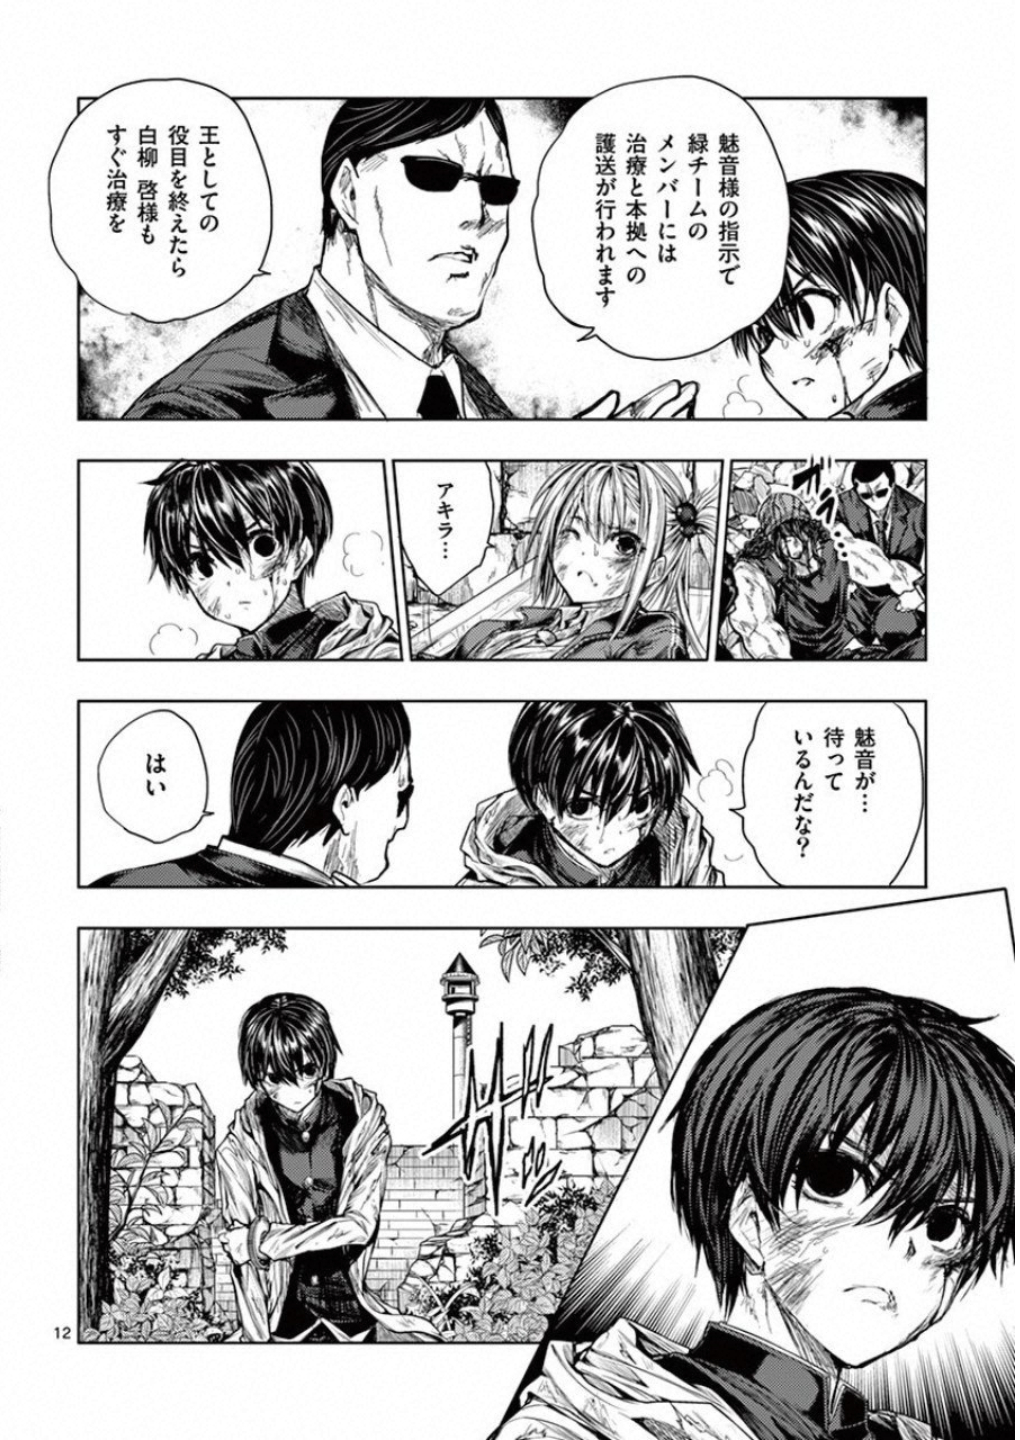 魅音様の指示で
緑チームの
メンバーには
治療と本拠への
護送が行われます
王としての
役目を終えたら
白柳 啓様も
すぐ治療を
アキラ…
魅音が…
待って
いるんだな?
はい
12